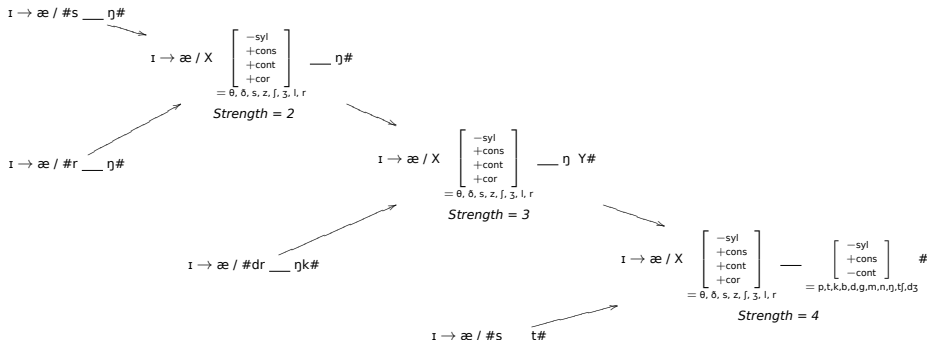 ɪ → æ / #s ___ ŋ#
ɪ → æ / X [ −syl +cons +cont +cor ] ___ ŋ#
= θ, ð, s, z, ʃ, ʒ, l, r
Strength = 2
ɪ → æ / #r ___ ŋ#
ɪ → æ / X [ −syl +cons +cont +cor ] ___ ŋ Y#
= θ, ð, s, z, ʃ, ʒ, l, r
Strength = 3
ɪ → æ / #dr ___ ŋk#
ɪ → æ / X [ −syl +cons +cont +cor ] ___ [ −syl +cons −cont ] #
= θ, ð, s, z, ʃ, ʒ, l, r = p,t,k,b,d,g,m,n,ŋ,tʃ,dʒ
Strength = 4
ɪ → æ / #s t#